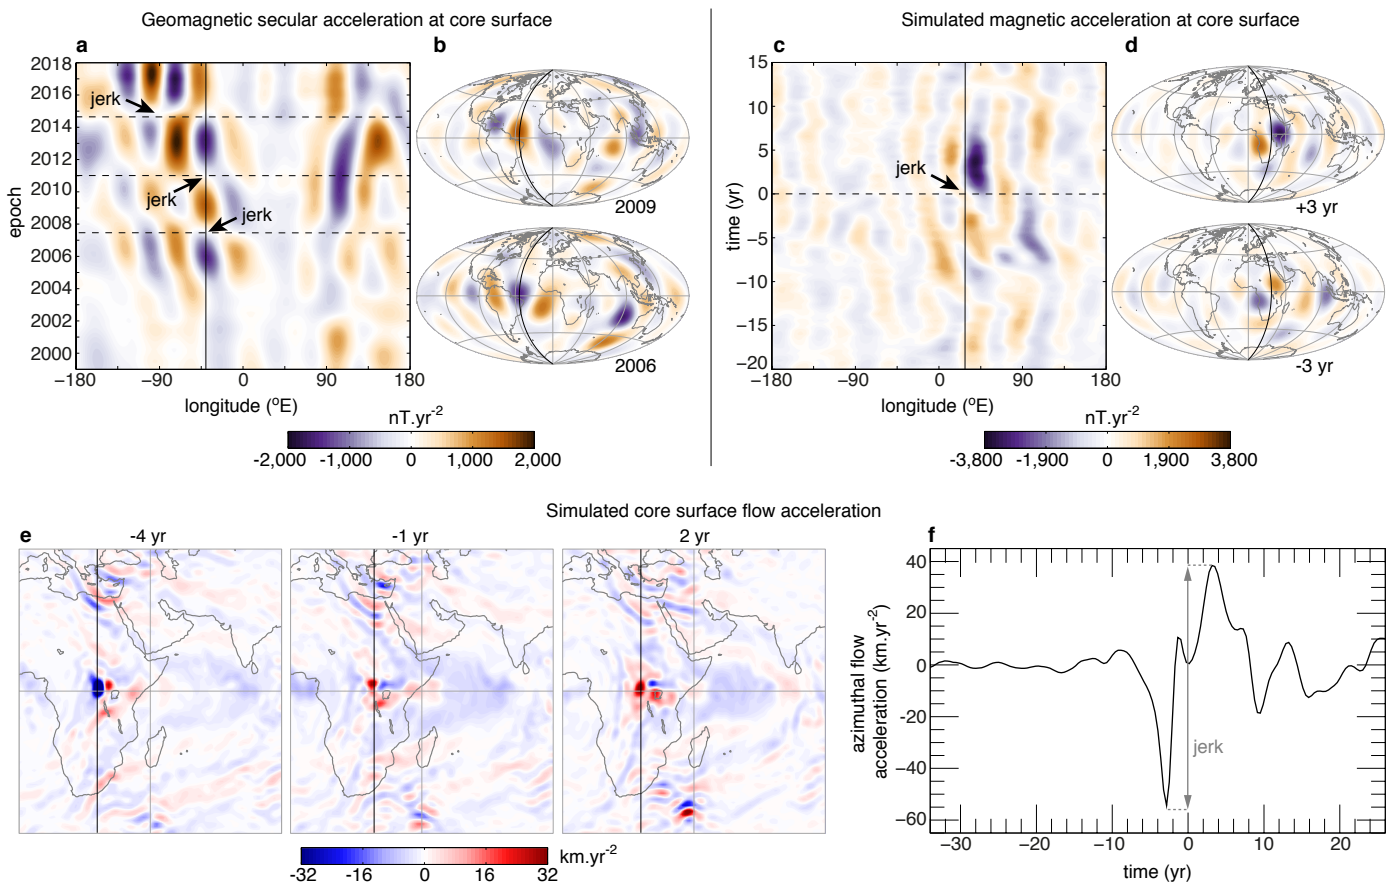 Geomagnetic secular acceleration at core surface
Simulated magnetic acceleration at core surface
a
2018
2016
2014
2012
2010
2008
2006
2004
2002
2000
epoch
jerk
jerk
jerk
−180
−90
0
90
180
longitude (ºE)
b
2009
2006
nT.yr-2
-2,000
-1,000
0
1,000
2,000
c
15
10
5
0
−5
−10
−15
−20
time (yr)
jerk
−180
−90
0
90
180
longitude (ºE)
d
+3 yr
-3 yr
nT.yr-2
-3,800
-1,900
0
1,900
3,800
Simulated core surface flow acceleration
e
-4 yr
-1 yr
2 yr
km.yr-2
-32
-16
0
16
32
f
40
20
0
−20
−40
−60
azimuthal flow
acceleration (km.yr-2)
jerk
−30
−20
−10
0
10
20
time (yr)